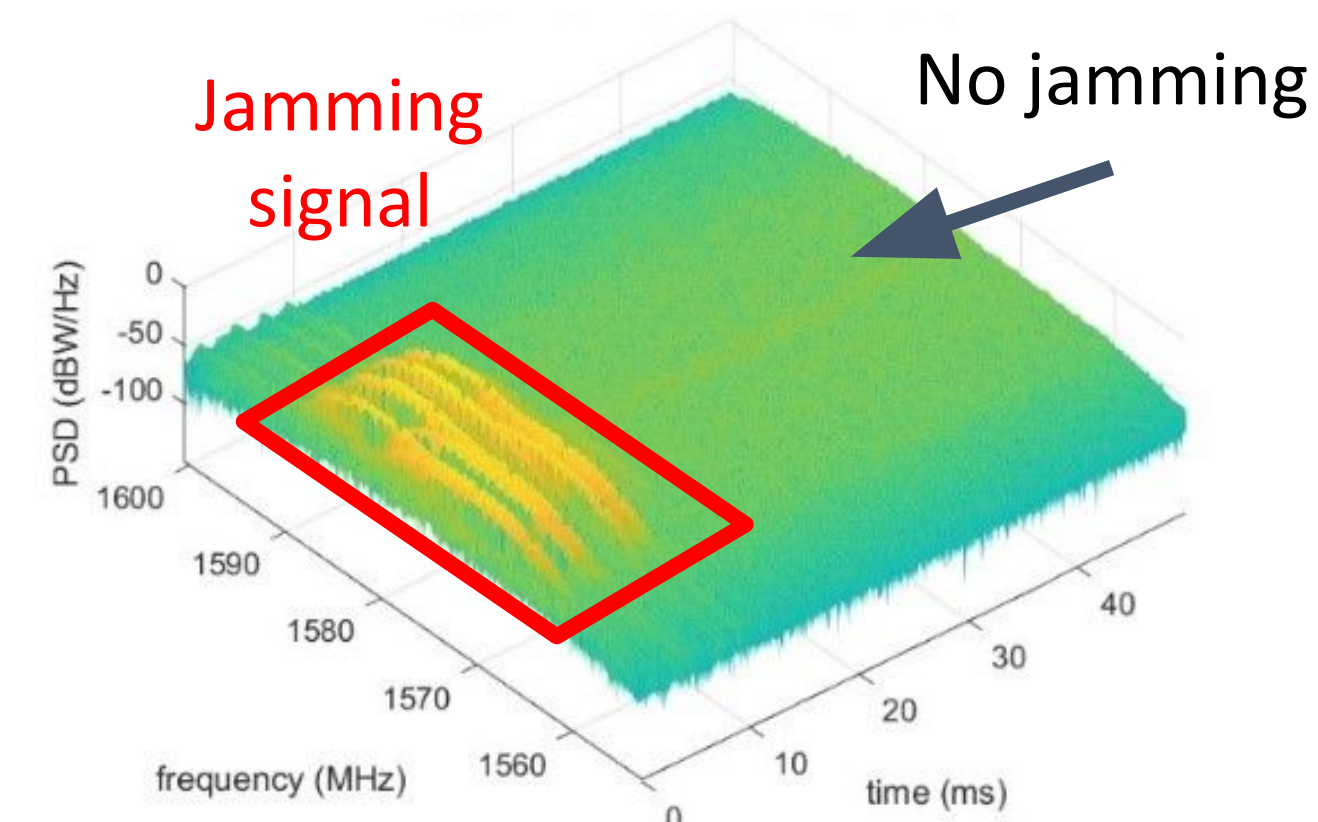 Jamming
signal
No jamming
0
-50
-100
PSD (dBW/Hz)
1600
1590
1580
1570
1560
frequency (MHz)
0
10
20
30
40
time (ms)